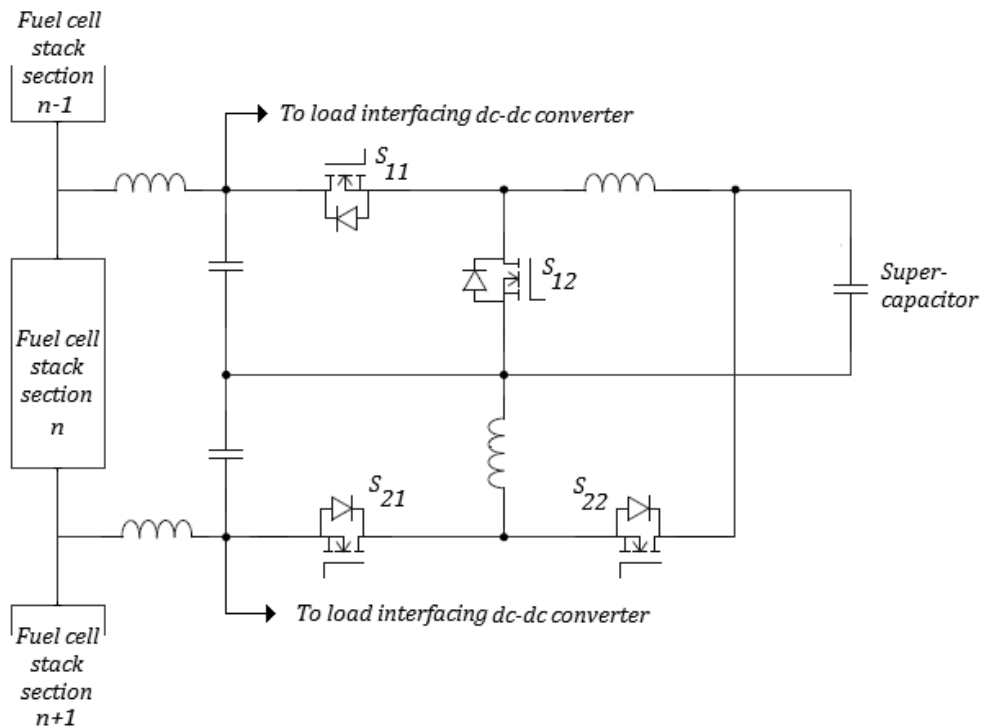 Fuel cell
stack
section
n-1
To load interfacing dc-dc converter
S11
S12
Super-
capacitor
Fuel cell
stack
section
n
S21
S22
To load interfacing dc-dc converter
Fuel cell
stack
section
n+1